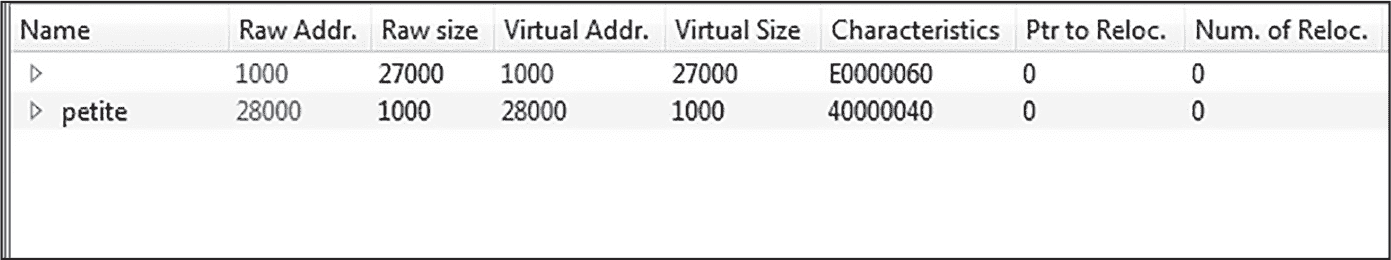 Name Raw Addr. Raw size Virtual Addr. Virtual Size Characteristics Ptr to Reloc. Num. of Reloc.
1000 27000 1000 27000 E0000060 0 0
petite 28000 1000 28000 1000 40000040 0 0